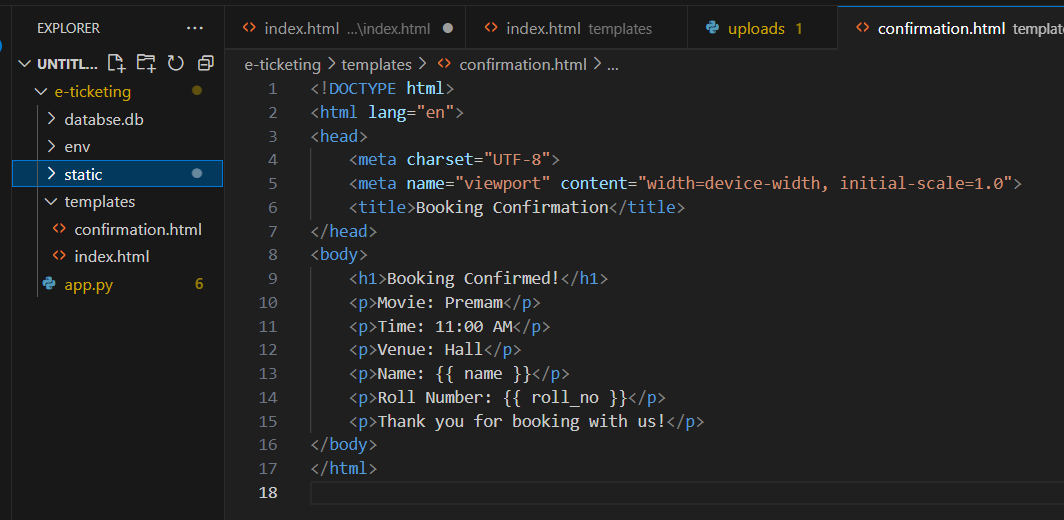 EXPLORER ...
UNTITL...
e-ticketing
databse.db
env
static
templates
confirmation.html
index.html
app.py 6
index.html ...\index.html
index.html templates
uploads 1
confirmation.html templat
e-ticketing > templates > confirmation.html > ...
1 <!DOCTYPE html>
2 <html lang="en">
3 <head>
4 <meta charset="UTF-8">
5 <meta name="viewport" content="width=device-width, initial-scale=1.0">
6 <title>Booking Confirmation</title>
7 </head>
8 <body>
9 <h1>Booking Confirmed!</h1>
10 <p>Movie: Premam</p>
11 <p>Time: 11:00 AM</p>
12 <p>Venue: Hall</p>
13 <p>Name: {{ name }}</p>
14 <p>Roll Number: {{ roll_no }}</p>
15 <p>Thank you for booking with us!</p>
16 </body>
17 </html>
18